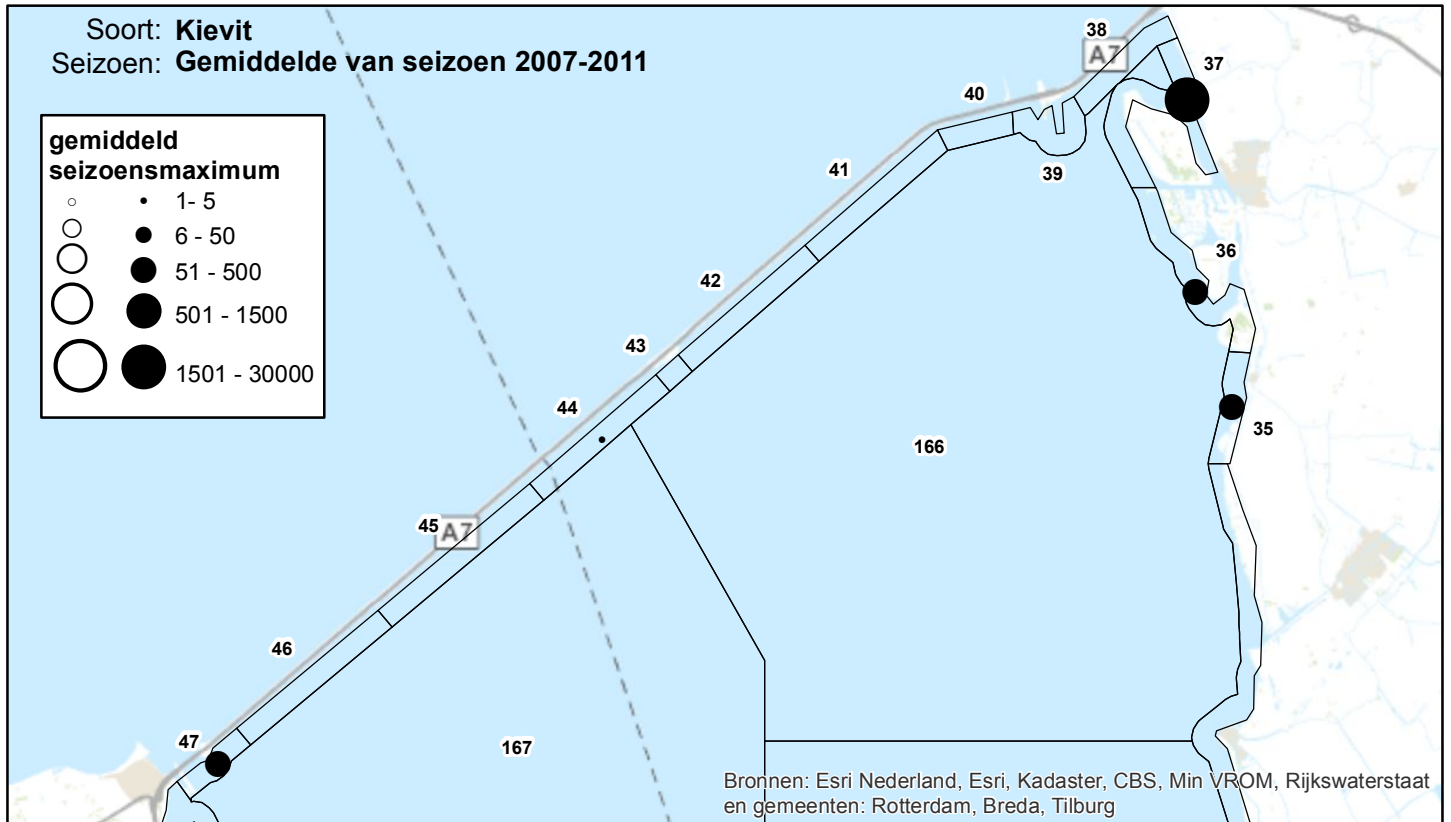 Soort: Kievit
Seizoen: Gemiddelde van seizoen 2007-2011
gemiddeld
seizoensmaximum
1- 5
6 - 50
51 - 500
501 - 1500
1501 - 30000
38
A7
37
40
41
39
42
36
43
44
35
166
45
A7
46
47
167
Bronnen: Esri Nederland, Esri, Kadaster, CBS, Min VROM, Rijkswaterstaat
en gemeenten: Rotterdam, Breda, Tilburg